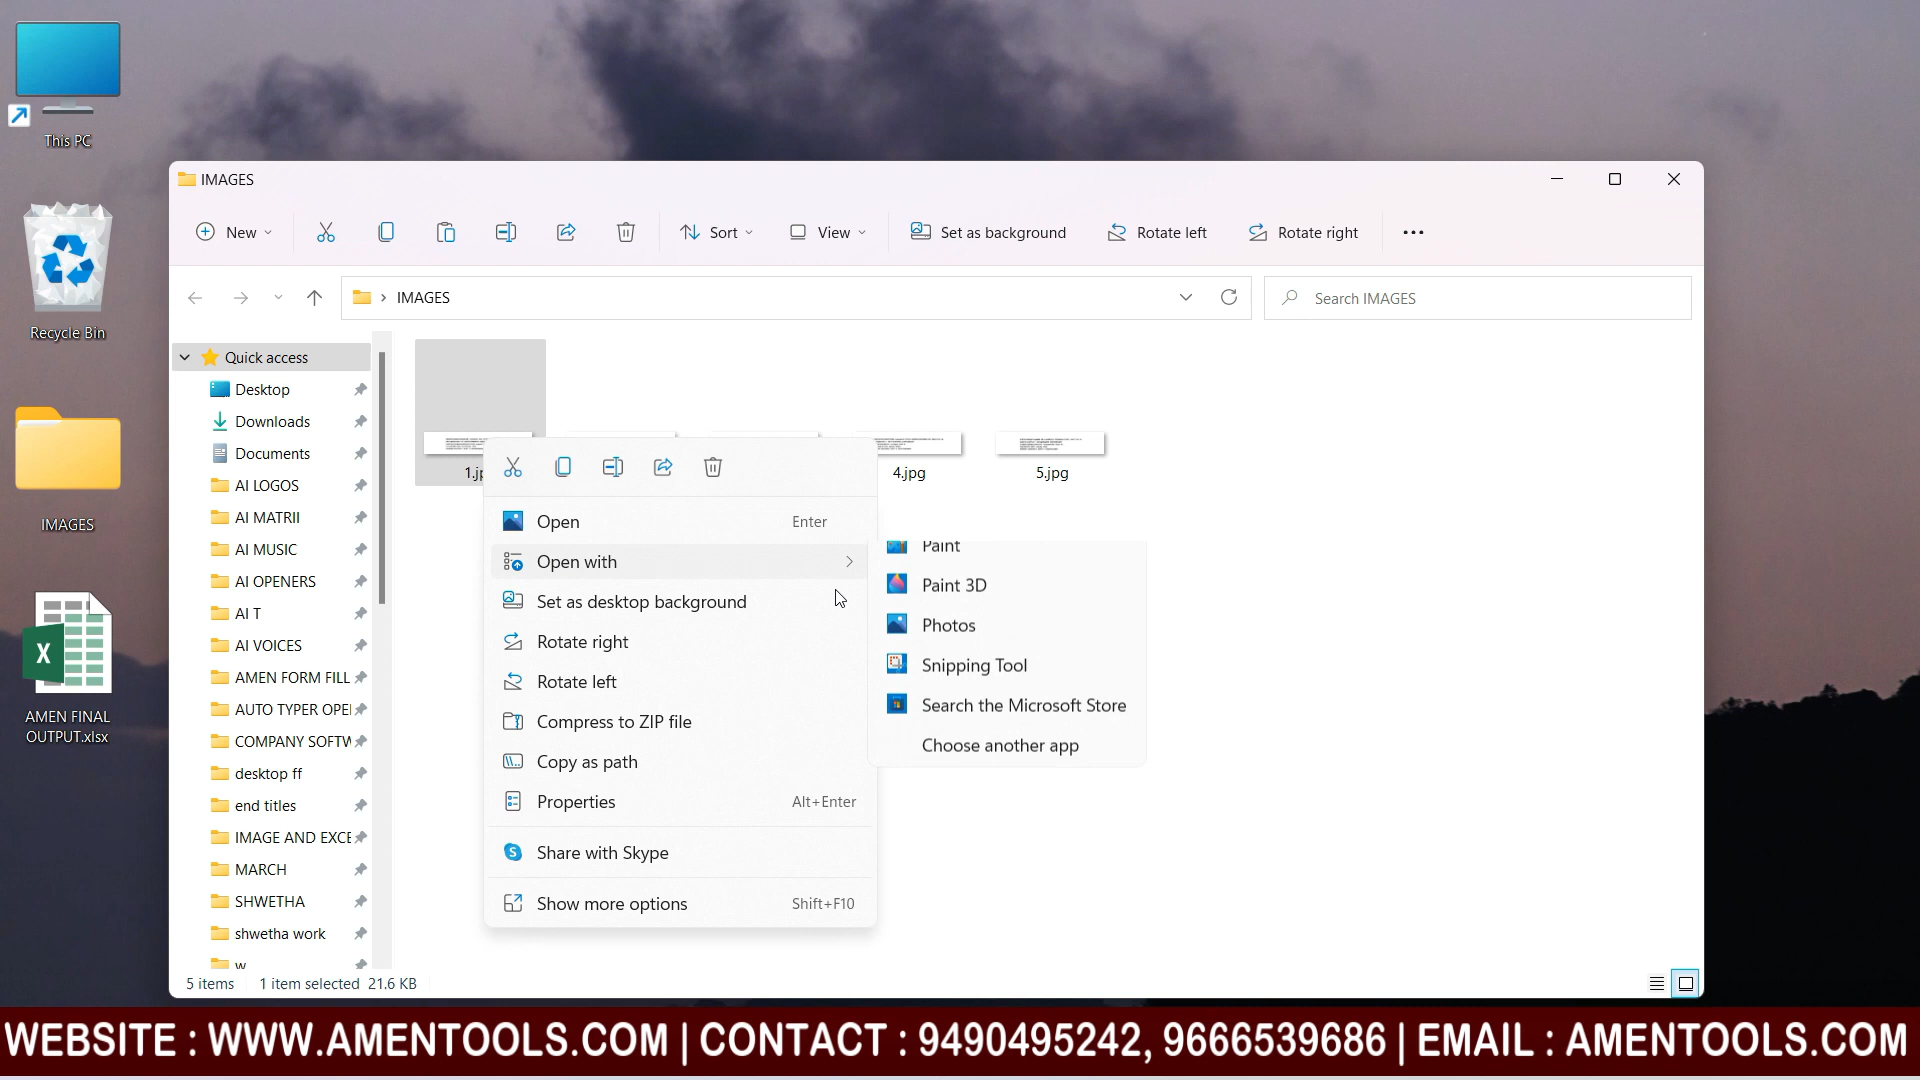 This PC
Recycle Bin
IMAGES
AMEN FINAL
OUTPUT.xlsx
IMAGES
New
Sort
View
Set as background
Rotate left
Rotate right
IMAGES
Search IMAGES
Quick access
Desktop
Downloads
Documents
AI LOGOS
AI MATRII
AI MUSIC
AI OPENERS
AI T
AI VOICES
AMEN FORM FILL
AUTO TYPER OPE
COMPANY SOFTW
desktop ff
end titles
IMAGE AND EXCE
MARCH
SHWETHA
shwetha work
w
1.jp
4.jpg
5.jpg
Open Enter
Open with
Set as desktop background
Rotate right
Rotate left
Compress to ZIP file
Copy as path
Properties Alt+Enter
Share with Skype
Show more options Shift+F10
Paint
Paint 3D
Photos
Snipping Tool
Search the Microsoft Store
Choose another app
5 items 1 item selected 21.6 KB
WEBSITE : WWW.AMENTOOLS.COM | CONTACT : 9490495242, 9666539686 | EMAIL : AMENTOOLS.COM